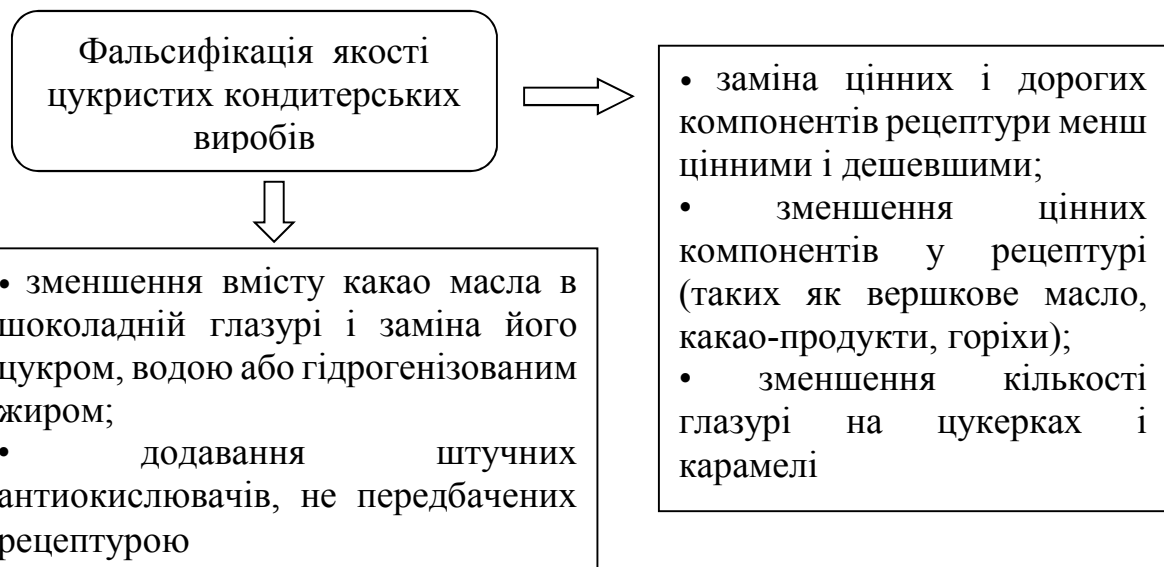 Фальсифікація якості
цукристих кондитерських
виробів
• заміна цінних і дорогих
компонентів рецептури менш
цінними і дешевшими;
• зменшення цінних
компонентів у рецептурі
(таких як вершкове масло,
какао-продукти, горіхи);
• зменшення кількості
глазурі на цукерках і
карамелі
• зменшення вмісту какао масла в
шоколадній глазурі і заміна його
цукром, водою або гідрогенізованим
жиром;
• додавання штучних
антиокислювачів, не передбачених
рецептурою